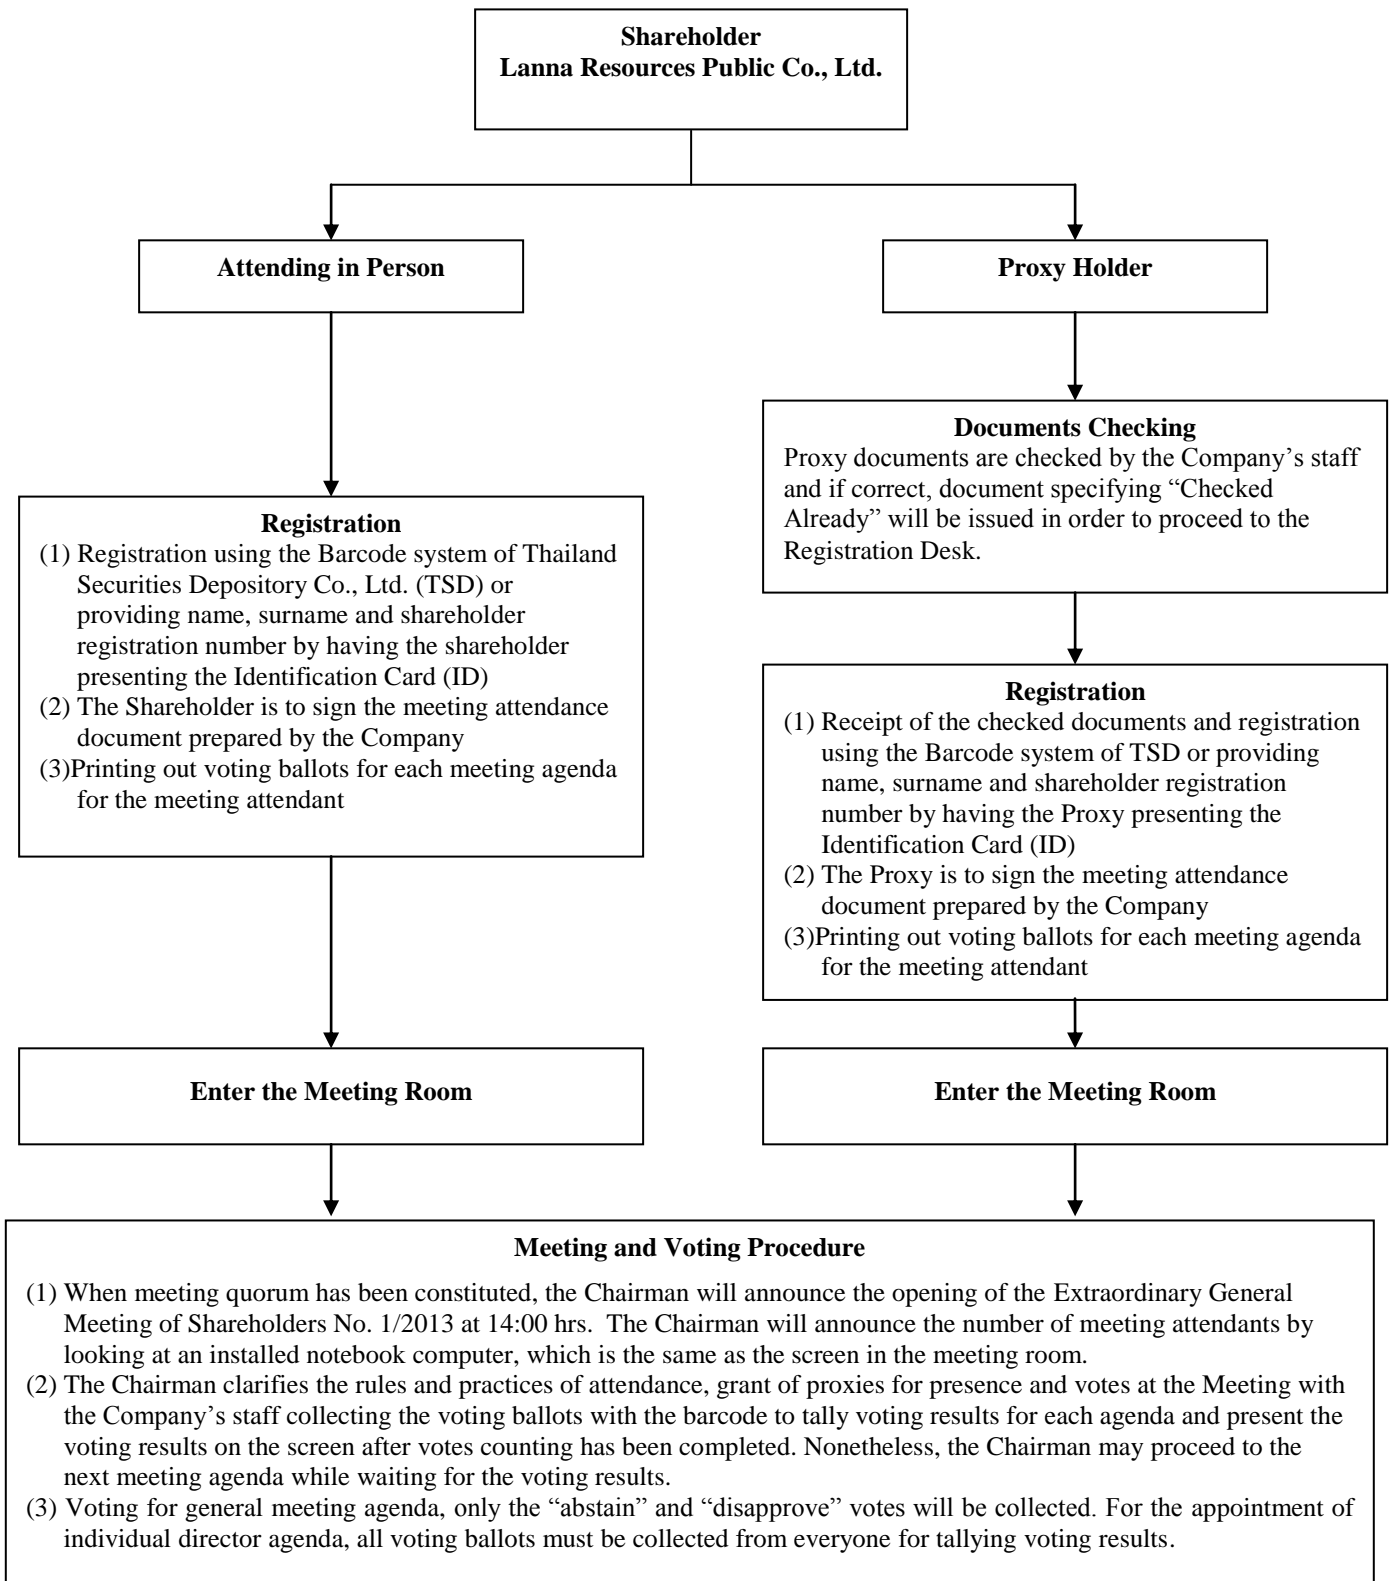 Shareholder
Lanna Resources Public Co., Ltd.
Attending in Person
Proxy Holder
Documents Checking
Proxy documents are checked by the Company’s staff
and if correct, document specifying “Checked
Already” will be issued in order to proceed to the
Registration Desk.
Registration
(1) Registration using the Barcode system of Thailand
Securities Depository Co., Ltd. (TSD) or
providing name, surname and shareholder
registration number by having the shareholder
presenting the Identification Card (ID)
(2) The Shareholder is to sign the meeting attendance
document prepared by the Company
(3)Printing out voting ballots for each meeting agenda
for the meeting attendant
Registration
(1) Receipt of the checked documents and registration
using the Barcode system of TSD or providing
name, surname and shareholder registration
number by having the Proxy presenting the
Identification Card (ID)
(2) The Proxy is to sign the meeting attendance
document prepared by the Company
(3)Printing out voting ballots for each meeting agenda
for the meeting attendant
Enter the Meeting Room
Enter the Meeting Room
Meeting and Voting Procedure
(1) When meeting quorum has been constituted, the Chairman will announce the opening of the Extraordinary General
Meeting of Shareholders No. 1/2013 at 14:00 hrs.  The Chairman will announce the number of meeting attendants by
looking at an installed notebook computer, which is the same as the screen in the meeting room.
(2) The Chairman clarifies the rules and practices of attendance, grant of proxies for presence and votes at the Meeting with
the Company’s staff collecting the voting ballots with the barcode to tally voting results for each agenda and present the
voting results on the screen after votes counting has been completed. Nonetheless, the Chairman may proceed to the
next meeting agenda while waiting for the voting results.
(3) Voting for general meeting agenda, only the “abstain” and “disapprove” votes will be collected. For the appointment of
individual director agenda, all voting ballots must be collected from everyone for tallying voting results.